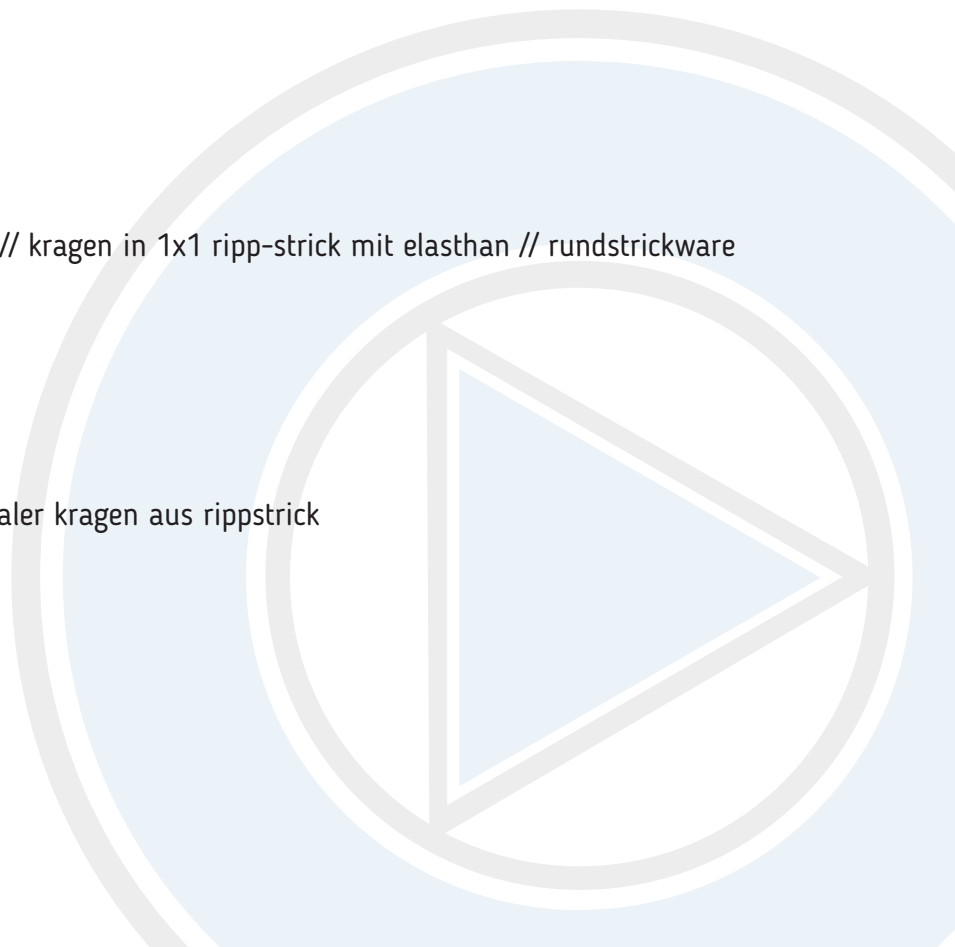 // kragen in 1x1 ripp-strick mit elasthan // rundstrickware
aler kragen aus rippstrick